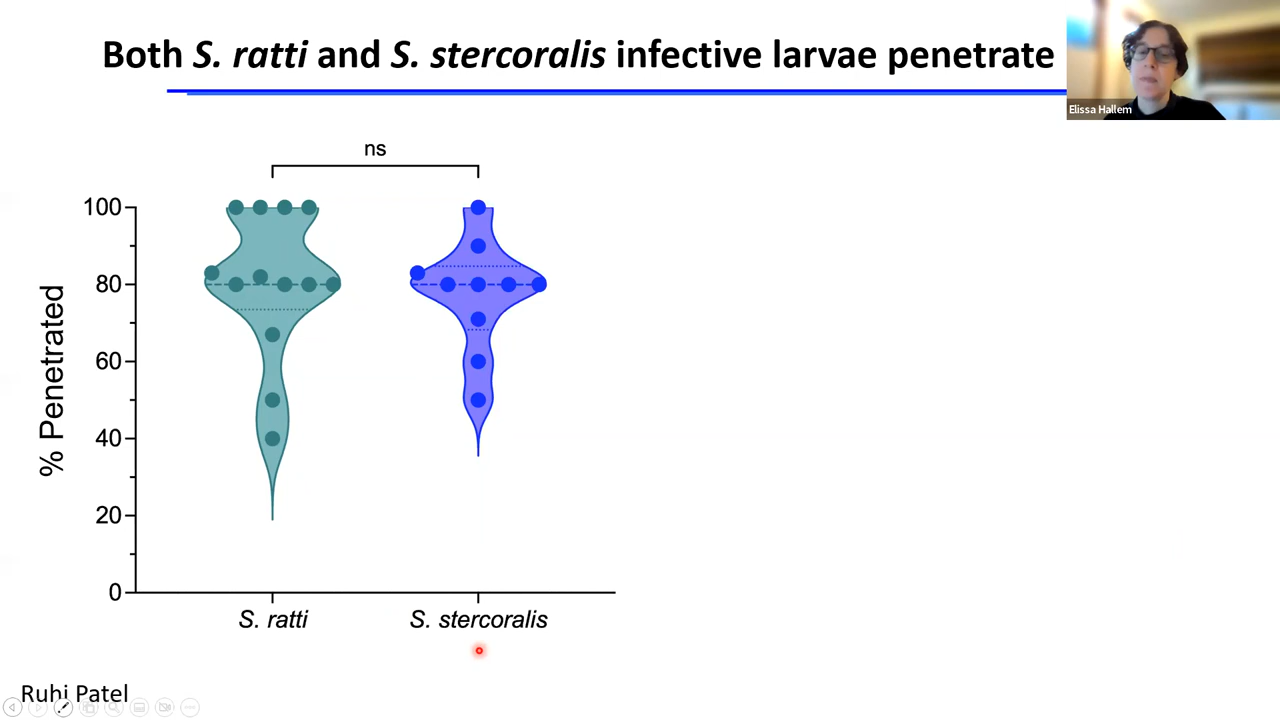 Both S. ratti and S. stercoralis infective larvae penetrate
Elissa Hallem
ns
100
80
60
40
20
0
% Penetrated
S. ratti
S. stercoralis
Ruhi Patel